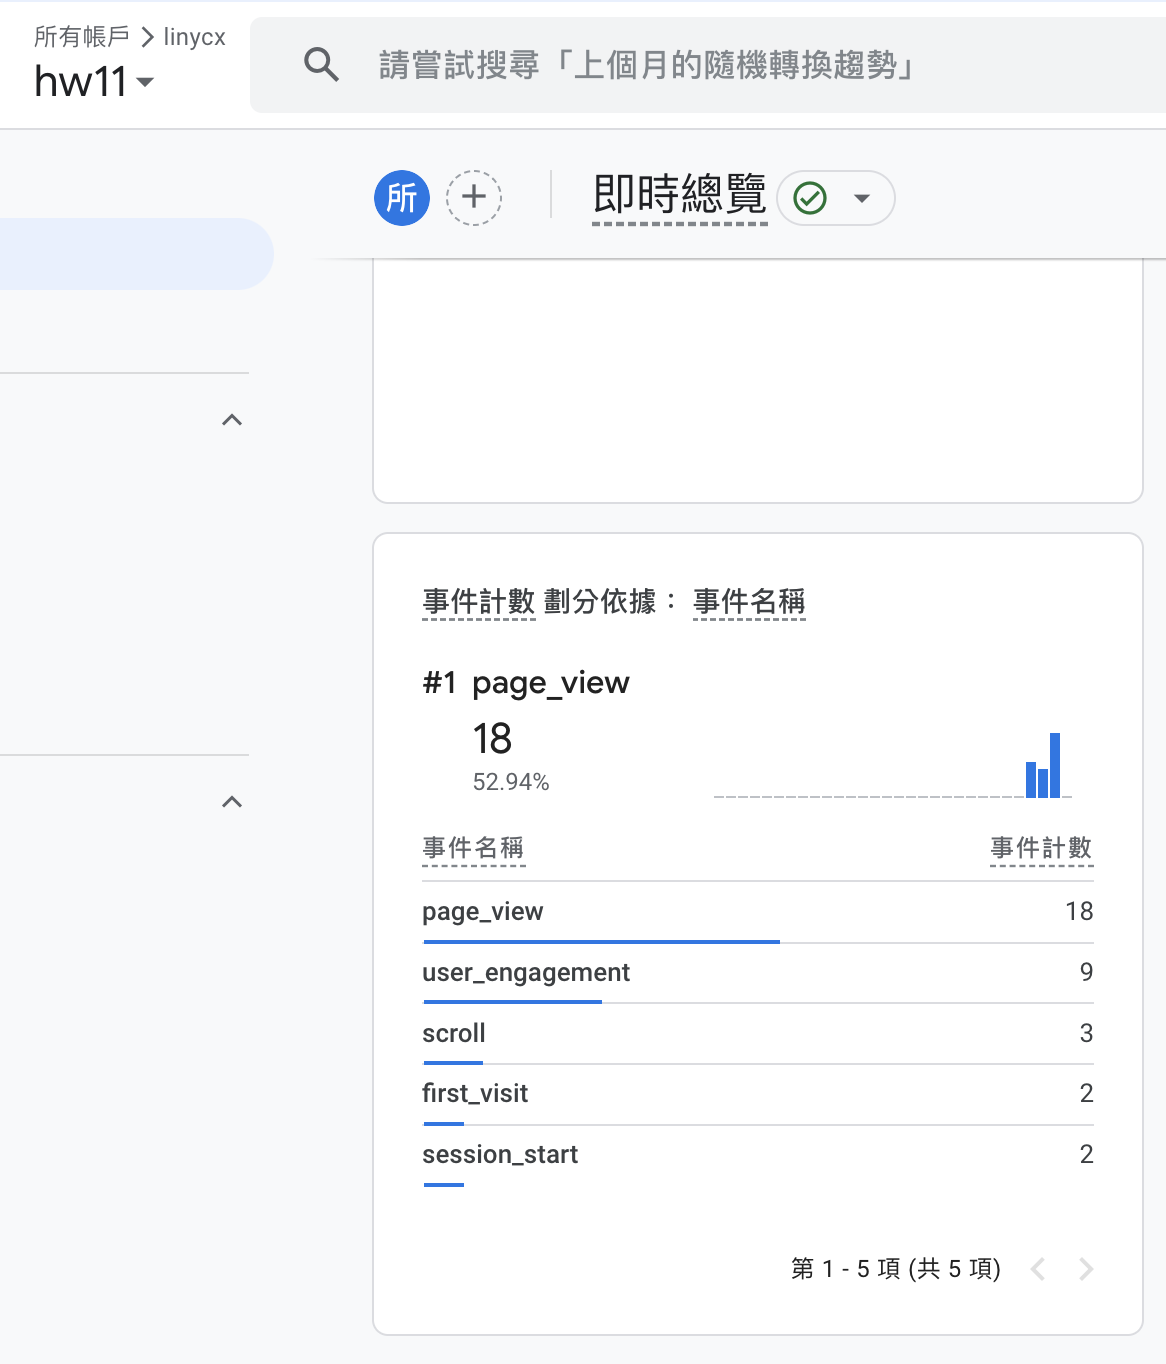 所有帳戶 > linycx
hw11
請嘗試搜尋「上個月的隨機轉換趨勢」
所
即時總覽
事件計數 劃分依據： 事件名稱
#1 page_view
18
52.94%
事件名稱 事件計數
page_view 18
user_engagement 9
scroll 3
first_visit 2
session_start 2
第 1 - 5 項 (共 5 項)